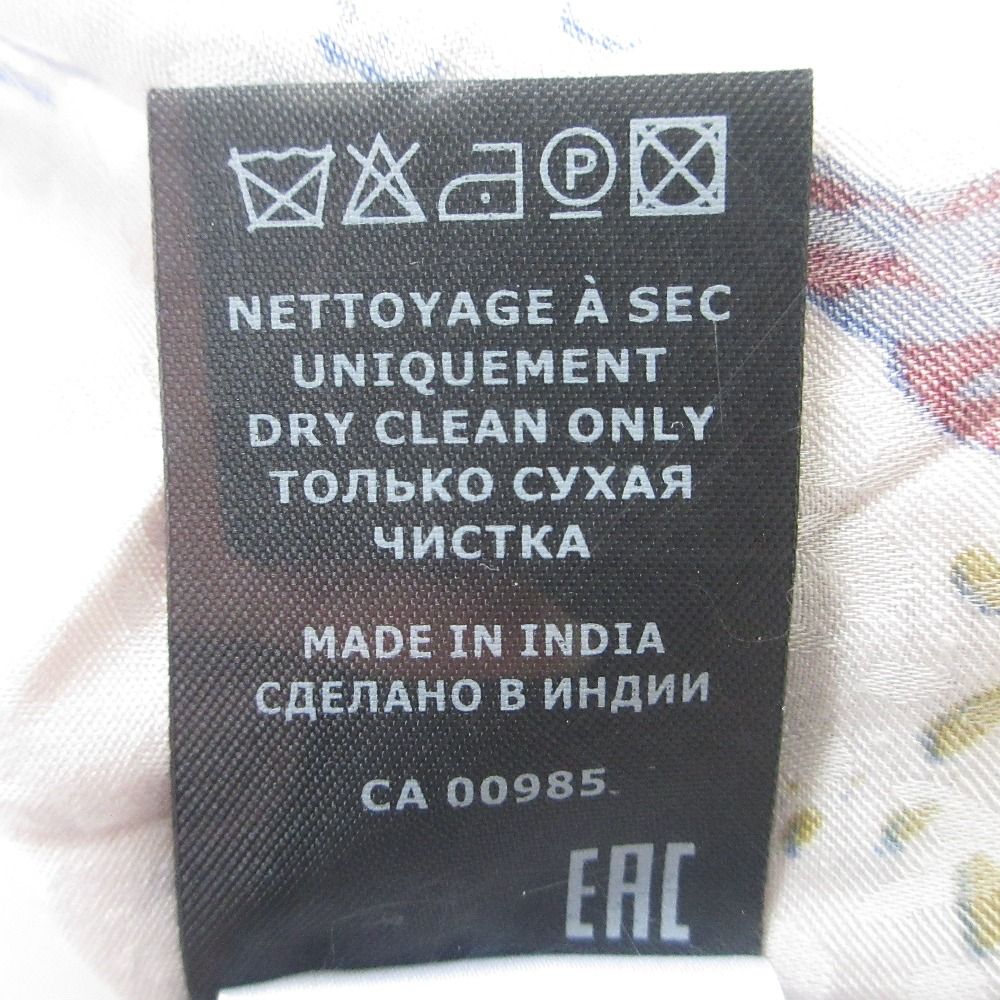 P
NETTOYAGE À SEC
UNIQUEMENT
DRY CLEAN ONLY
ТОЛЬКО СУХАЯ
ЧИСТКА
MADE IN INDIA
СДЕЛАНО В ИНДИИ
CA 00985
EAC